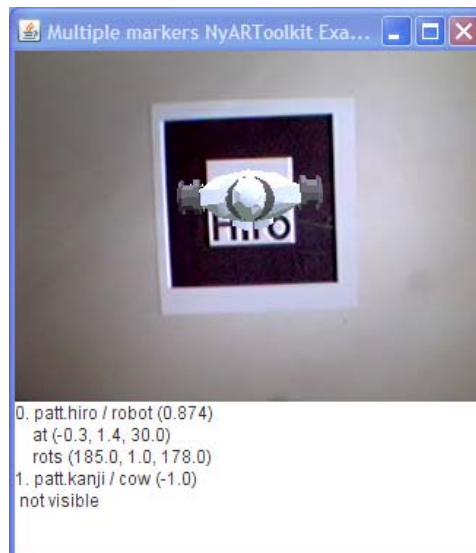 Multiple markers NyARToolkit Exa...
Hiro
0. patt.hiro / robot (0.874)
at (-0.3, 1.4, 30.0)
rots (185.0, 1.0, 178.0)
1. patt.kanji / cow (-1.0)
not visible